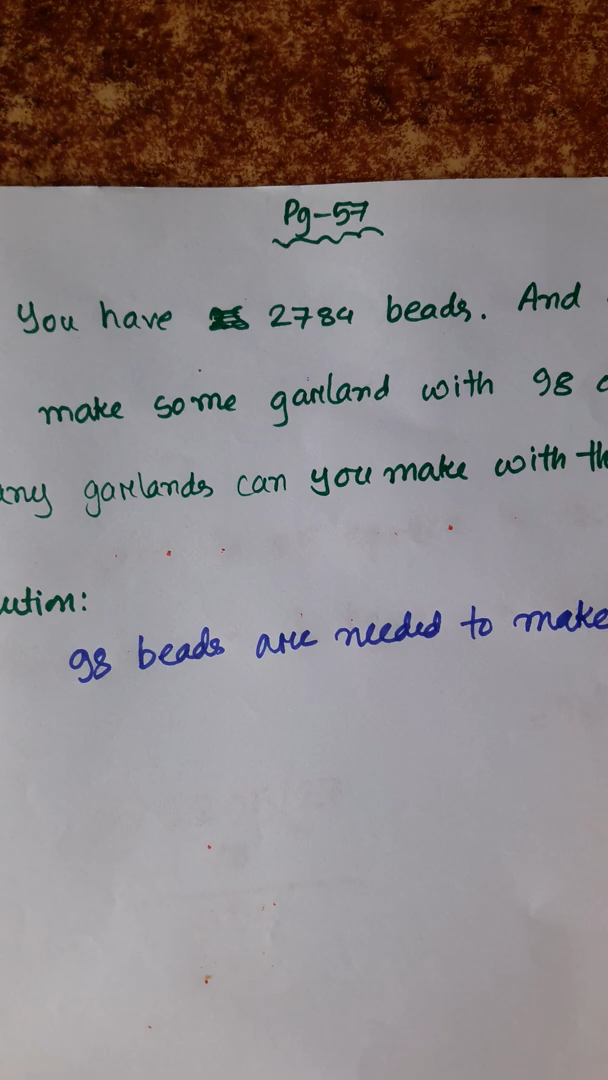 Pg-57
You have 2784 beads. And
make some garland with 98
garlands can you make with
98 beads are needed to make